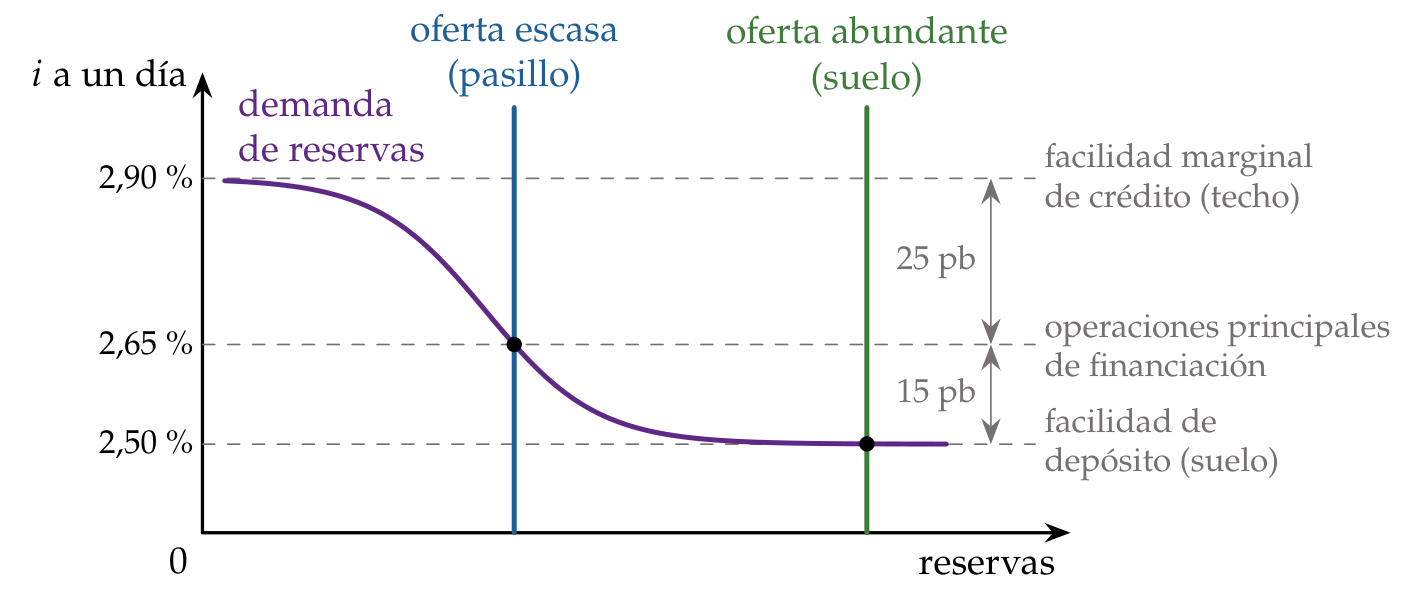 oferta escasa
(pasillo)
oferta abundante
(suelo)
i a un día
demanda
de reservas
2,90 %
facilidad marginal
de crédito (techo)
25 pb
2,65 %
operaciones principales
de financiación
15 pb
2,50 %
facilidad de
depósito (suelo)
0
reservas